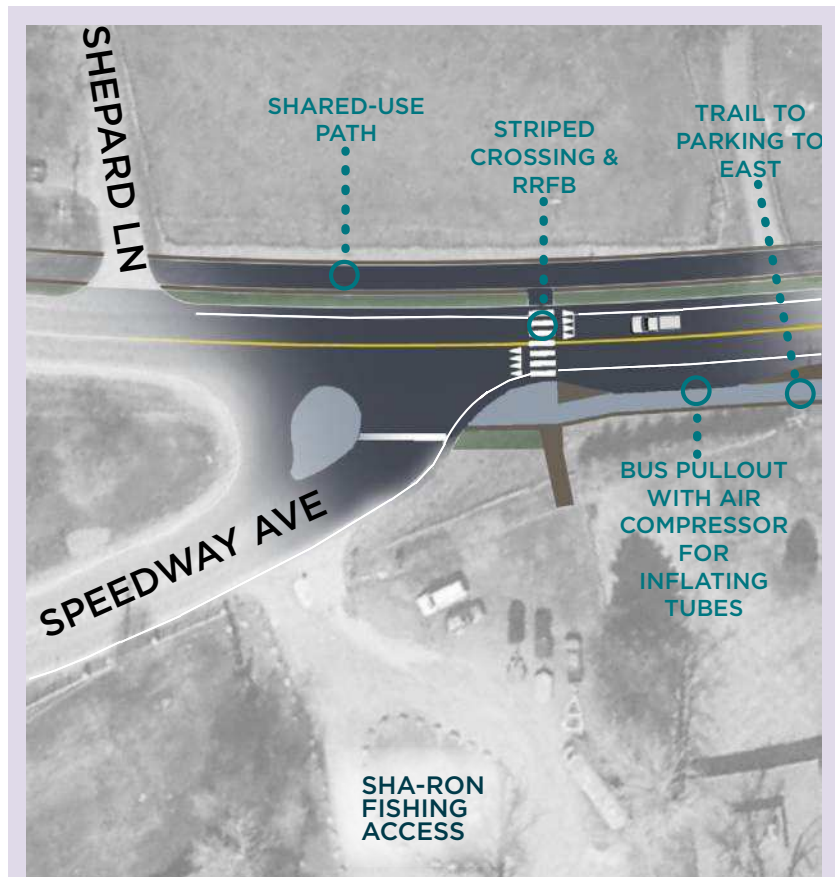 SHEPARD LN
SHARED-USE
PATH
STRIPED
CROSSING &
RRFB
TRAIL TO
PARKING TO
EAST
SPEEDWAY AVE
BUS PULLOUT
WITH AIR
COMPRESSOR
FOR
INFLATING
TUBES
SHA-RON
FISHING
ACCESS